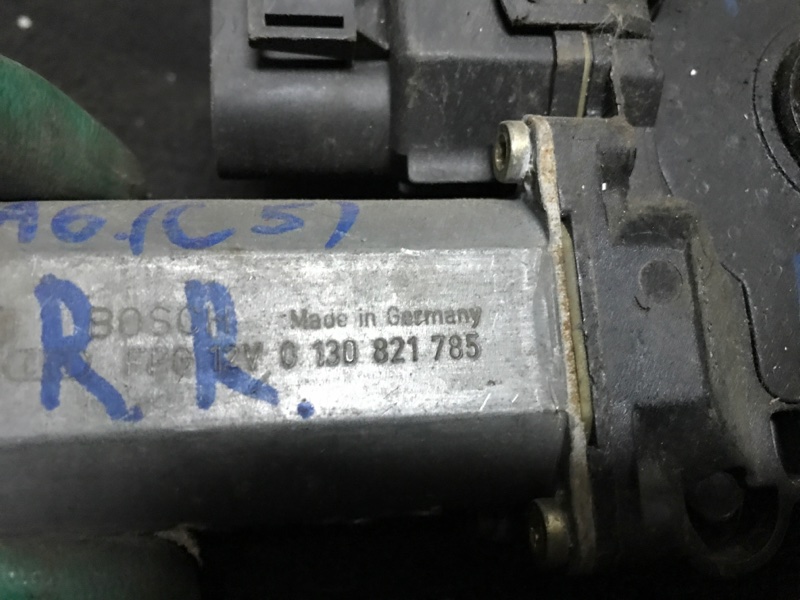 A6.(C5)
R.R.
BOSCH Made in Germany
FPG 12V 0 130 821 785